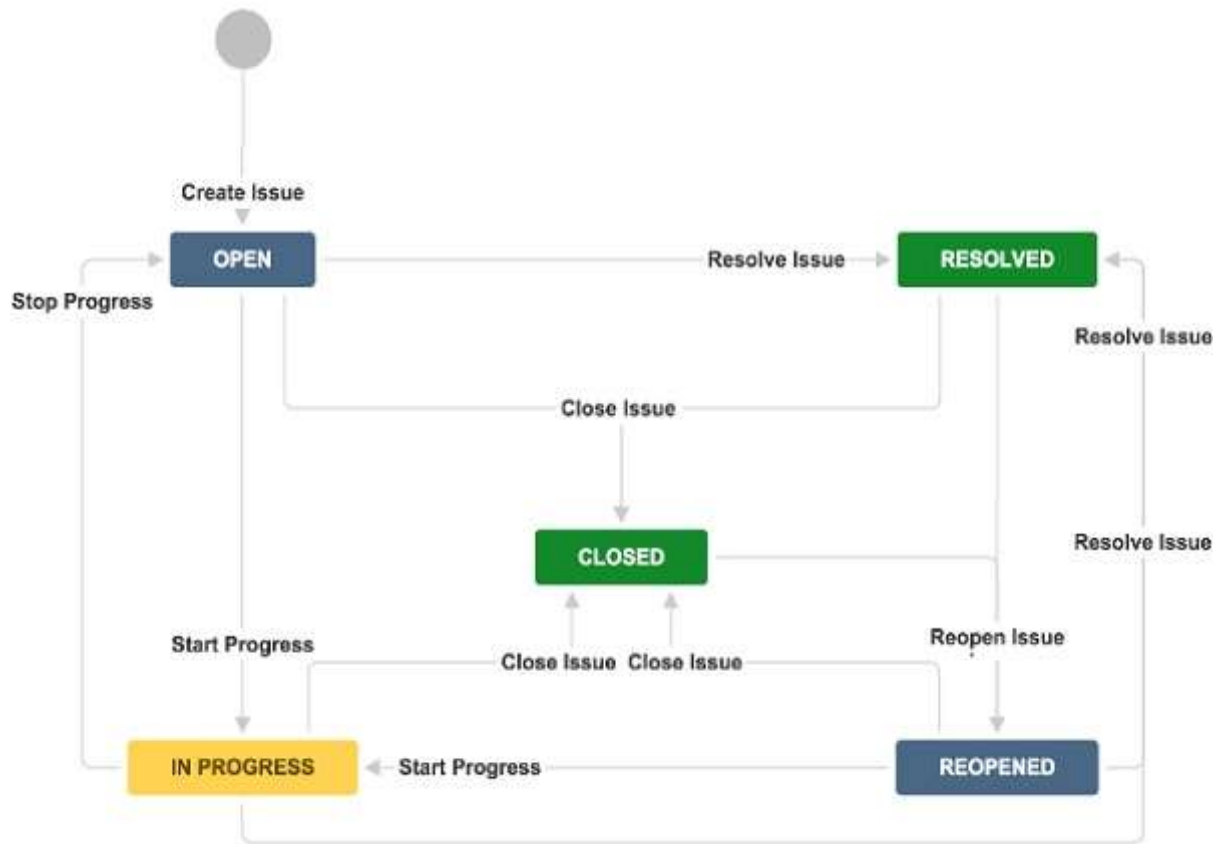 Create Issue
OPEN
Resolve Issue
RESOLVED
Stop Progress
Resolve Issue
Close Issue
CLOSED
Resolve Issue
Start Progress
Reopen Issue
Close Issue
Close Issue
IN PROGRESS
Start Progress
REOPENED